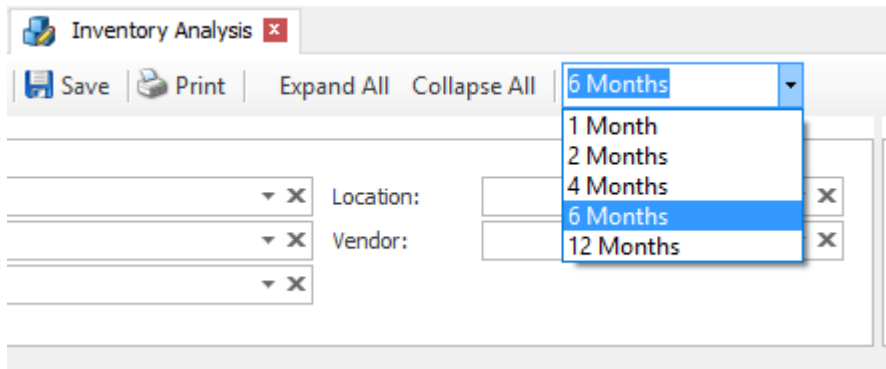 Inventory Analysis
Save Print Expand All Collapse All 6 Months
1 Month
2 Months
4 Months
6 Months
12 Months
Location:
Vendor: